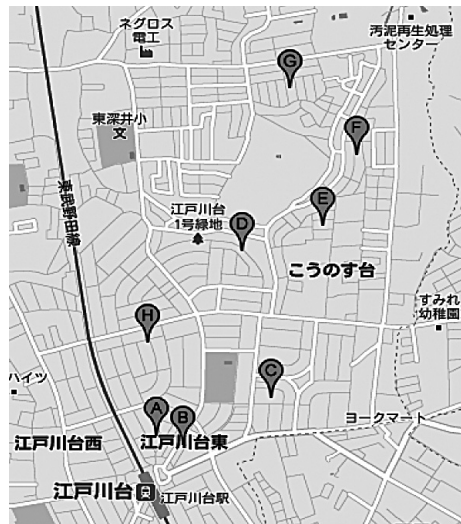 ネグロス
電工
汚泥再生処理
センター
G
東深井小
文
F
東武野田線
江戸川台
1号緑地
D
E
こうのす台
H
すみれ
幼稚園
ハイツ
C
A
B
ヨークマート
江戸川台西
江戸川台東
江戸川台
江戸川台駅